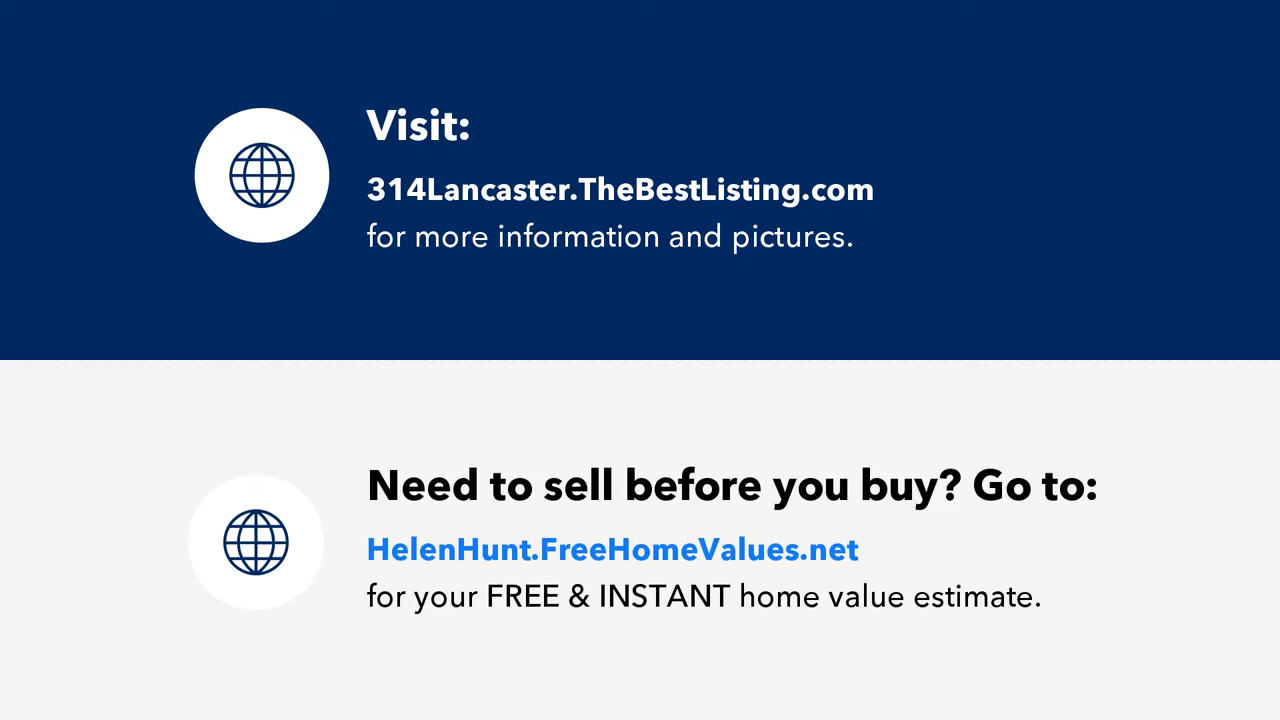 Visit:
314Lancaster.TheBestListing.com
for more information and pictures.
Need to sell before you buy? Go to:
HelenHunt.FreeHomeValues.net
for your FREE & INSTANT home value estimate.